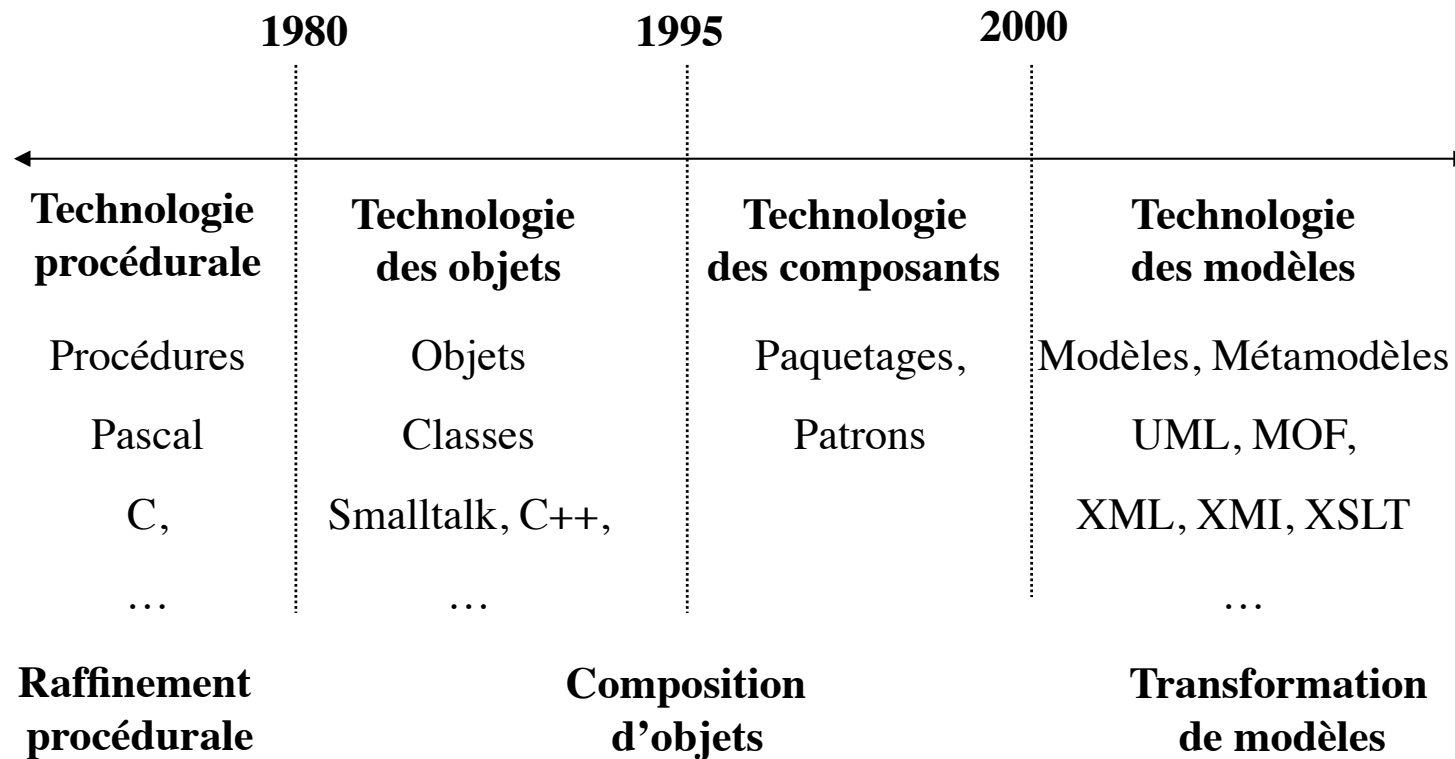 1980
1995
2000
Technologie
procédurale
Technologie
des objets
Technologie
des composants
Technologie
des modèles
Procédures
Objets
Paquetages,
Modèles, Métamodèles
Pascal
Classes
Patrons
UML, MOF,
C,
Smalltalk, C++,
XML, XMI, XSLT
…
…
…
Raffinement
procédurale
Composition
d’objets
Transformation
de modèles